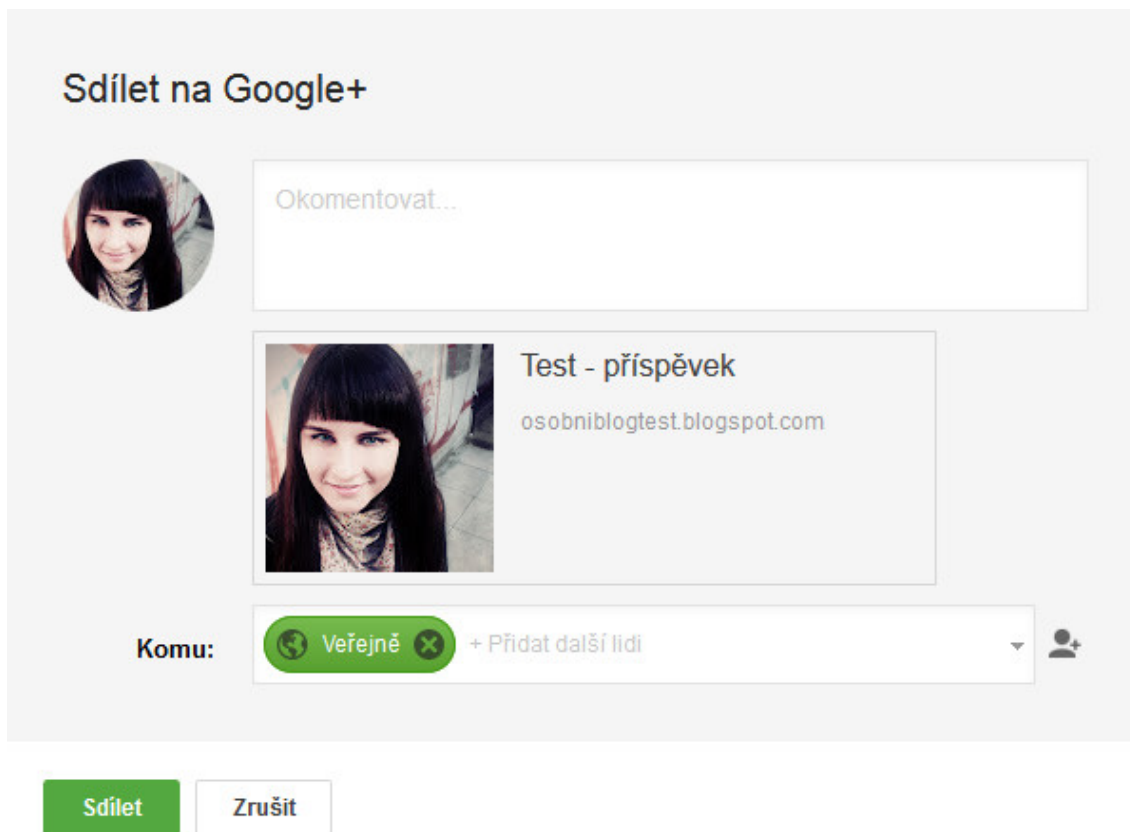 Sdílet na Google+
Okomentovat...
Test - příspěvek
osobniblogtest.blogspot.com
Komu:
Veřejně
+ Přidat další lidi
Sdílet
Zrušit